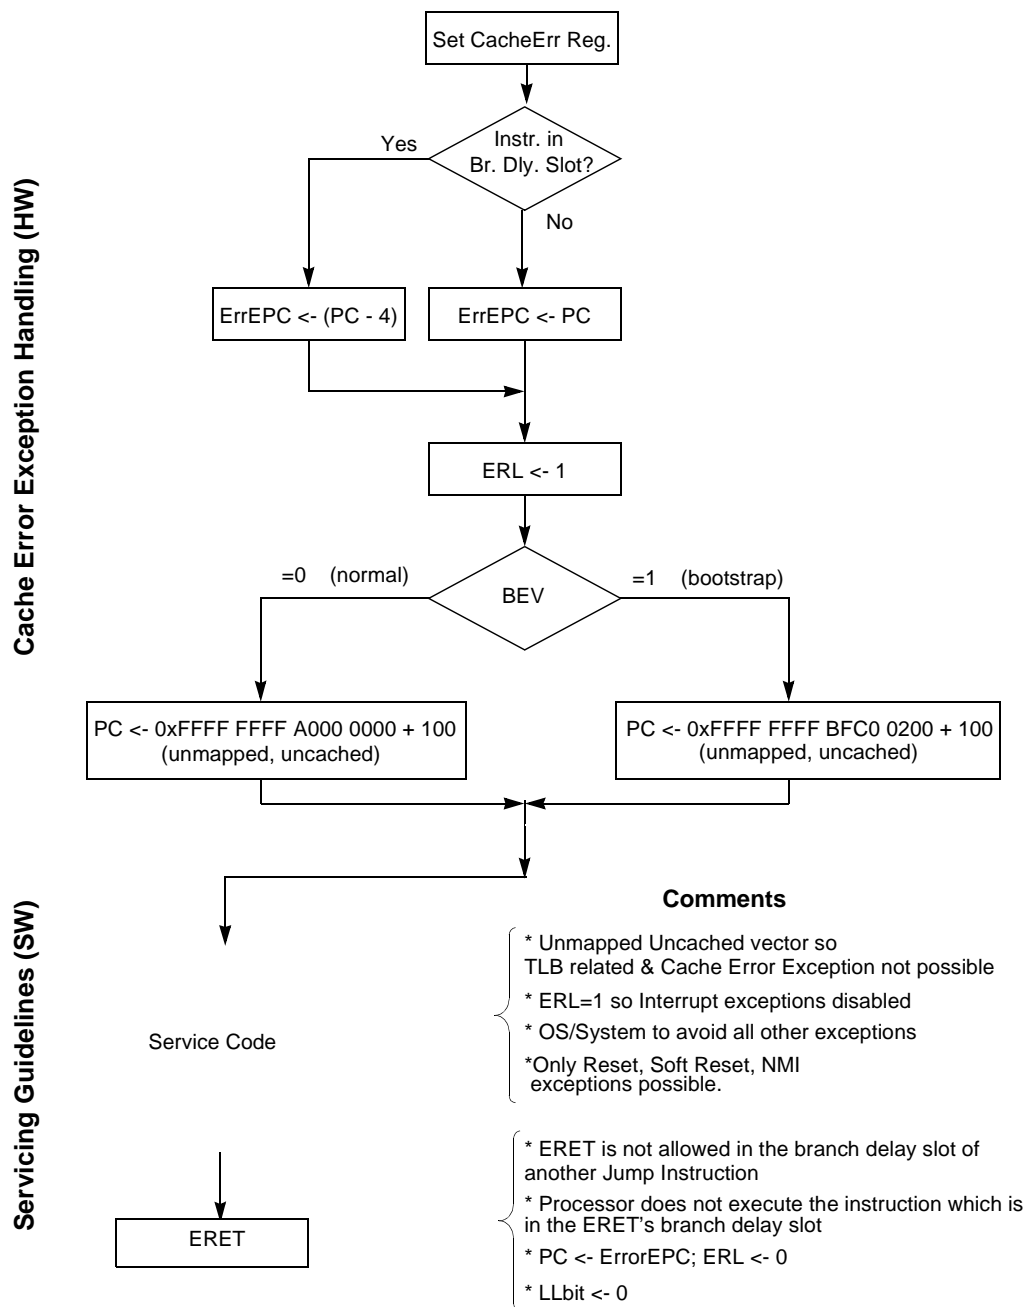 Set CacheErr Reg.
Instr. in
Br. Dly. Slot?
Yes
No
ErrEPC <- (PC - 4)
ErrEPC <- PC
ERL <- 1
=0 (normal)
BEV
=1 (bootstrap)
PC <- 0xFFFF FFFF A000 0000 + 100
(unmapped, uncached)
PC <- 0xFFFF FFFF BFC0 0200 + 100
(unmapped, uncached)
Cache Error Exception Handling (HW)
Comments
* Unmapped Uncached vector so
TLB related & Cache Error Exception not possible
* ERL=1 so Interrupt exceptions disabled
* OS/System to avoid all other exceptions
*Only Reset, Soft Reset, NMI
exceptions possible.
Service Code
* ERET is not allowed in the branch delay slot of
another Jump Instruction
* Processor does not execute the instruction which is
in the ERET's branch delay slot
* PC <- ErrorEPC; ERL <- 0
* LLbit <- 0
ERET
Servicing Guidelines (SW)